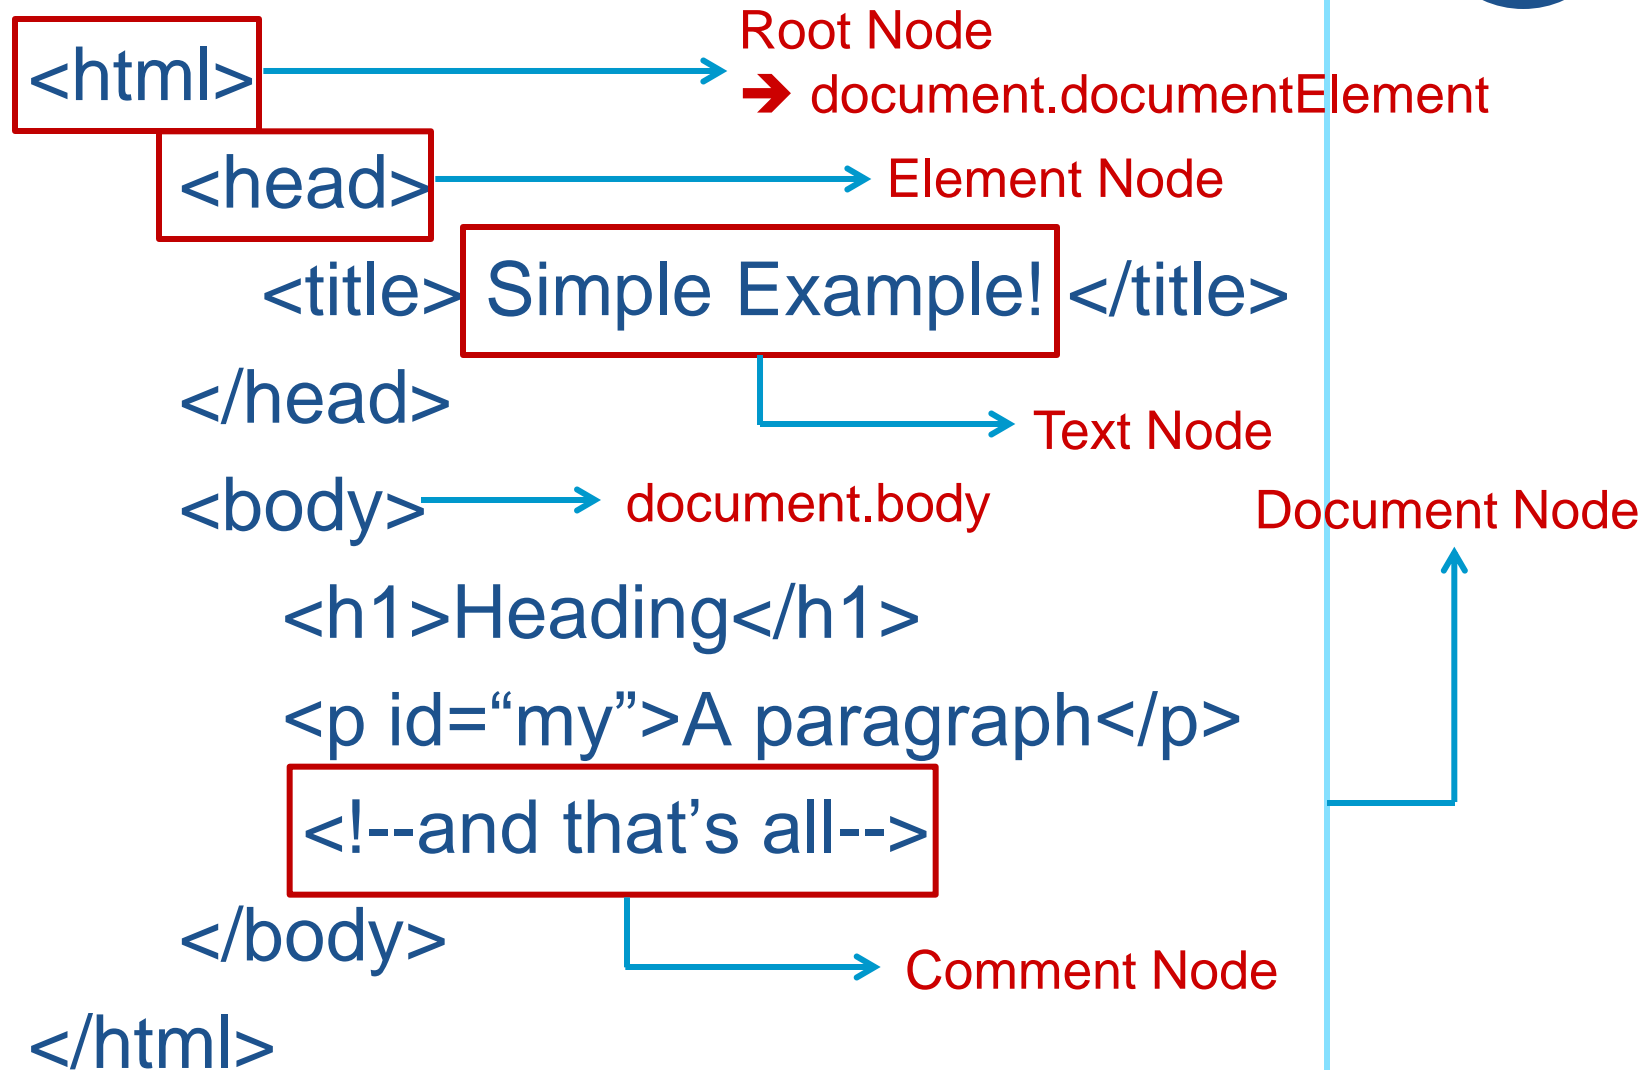 <html>
Root Node
➔ document.documentElement
<head>
Element Node
<title> Simple Example! </title>
</head>
Text Node
<body>
document.body
Document Node
<h1>Heading</h1>
<p id=“my”>A paragraph</p>
<!--and that’s all-->
</body>
Comment Node
</html>